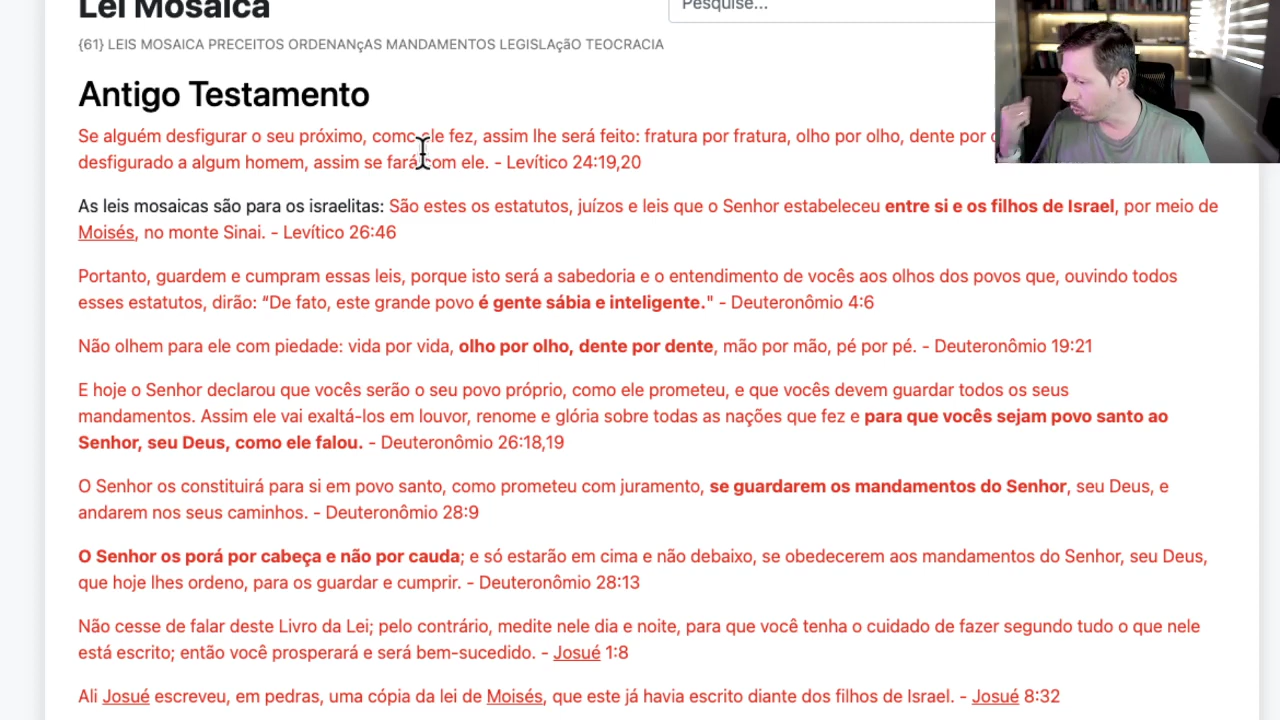 Lei Mosaica
Pesquise...
{61} LEIS MOSAICA PRECEITOS ORDENANçAS MANDAMENTOS LEGISLAçãO TEOCRACIA
Antigo Testamento
Se alguém desfigurar o seu próximo, como ele fez, assim lhe será feito: fratura por fratura, olho por olho, dente por
desfigurado a algum homem, assim se fará com ele. - Levítico 24:19,20
As leis mosaicas são para os israelitas: São estes os estatutos, juízos e leis que o Senhor estabeleceu entre si e os filhos de Israel, por meio de
Moisés, no monte Sinai. - Levítico 26:46
Portanto, guardem e cumpram essas leis, porque isto será a sabedoria e o entendimento de vocês aos olhos dos povos que, ouvindo todos
esses estatutos, dirão: “De fato, este grande povo é gente sábia e inteligente." - Deuteronômio 4:6
Não olhem para ele com piedade: vida por vida, olho por olho, dente por dente, mão por mão, pé por pé. - Deuteronômio 19:21
E hoje o Senhor declarou que vocês serão o seu povo próprio, como ele prometeu, e que vocês devem guardar todos os seus
mandamentos. Assim ele vai exaltá-los em louvor, renome e glória sobre todas as nações que fez e para que vocês sejam povo santo ao
Senhor, seu Deus, como ele falou. - Deuteronômio 26:18,19
O Senhor os constituirá para si em povo santo, como prometeu com juramento, se guardarem os mandamentos do Senhor, seu Deus, e
andarem nos seus caminhos. - Deuteronômio 28:9
O Senhor os porá por cabeça e não por cauda; e só estarão em cima e não debaixo, se obedecerem aos mandamentos do Senhor, seu Deus,
que hoje lhes ordeno, para os guardar e cumprir. - Deuteronômio 28:13
Não cesse de falar deste Livro da Lei; pelo contrário, medite nele dia e noite, para que você tenha o cuidado de fazer segundo tudo o que nele
está escrito; então você prosperará e será bem-sucedido. - Josué 1:8
Ali Josué escreveu, em pedras, uma cópia da lei de Moisés, que este já havia escrito diante dos filhos de Israel. - Josué 8:32